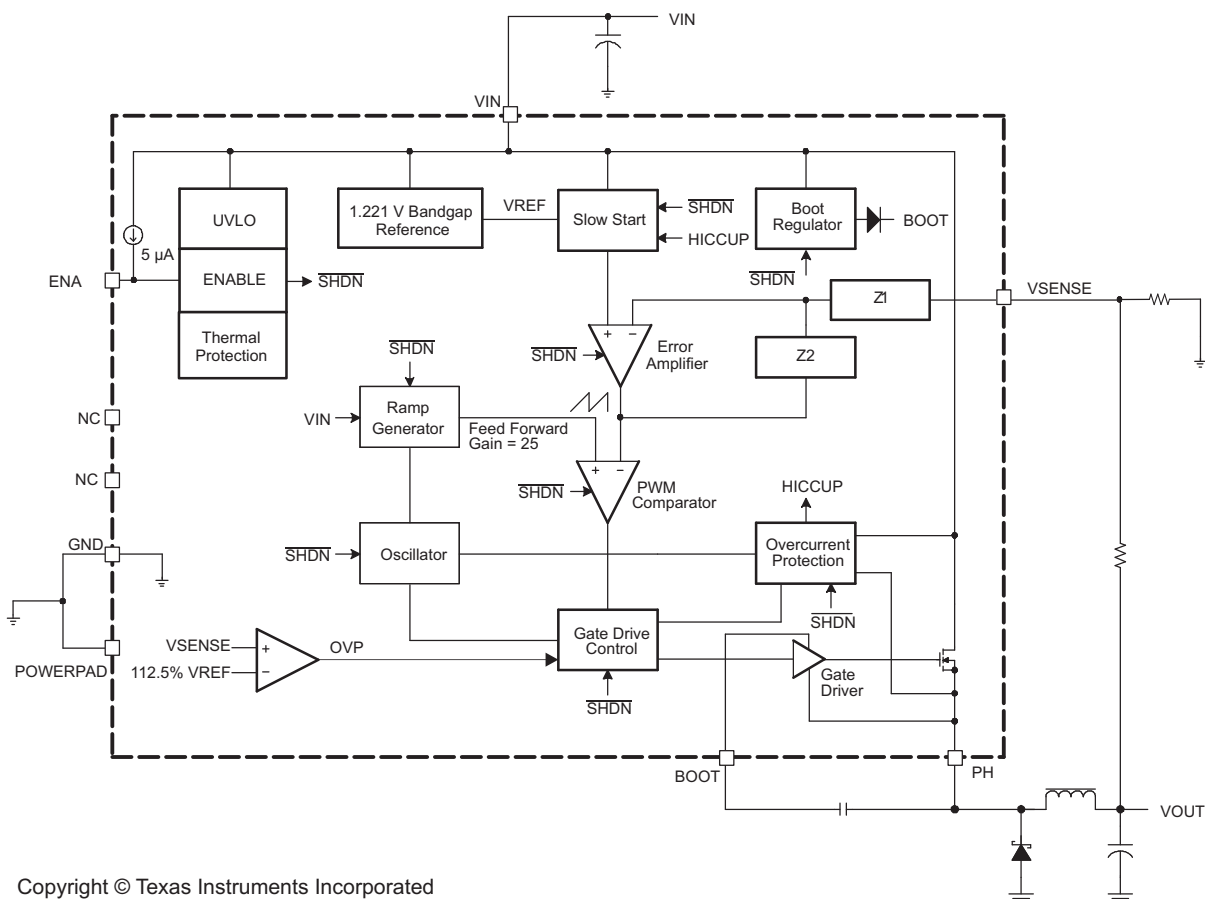 VIN
VIN
UVLO
1.221 V Bandgap
Reference
VREF
Slow Start
SHDN
HICCUP
Boot
Regulator
BOOT
5 µA
ENA
ENABLE
SHDN
SHDN
Z1
VSENSE
Thermal
Protection
SHDN
SHDN
+
−
Error
Amplifier
Z2
VIN
Ramp
Generator
Feed Forward
Gain = 25
NC
NC
SHDN
+
−
PWM
Comparator
HICCUP
GND
SHDN
Oscillator
Overcurrent
Protection
SHDN
POWERPAD
VSENSE
112.5% VREF
+
−
OVP
Gate Drive
Control
Gate
Driver
SHDN
BOOT
PH
VOUT
Copyright © Texas Instruments Incorporated